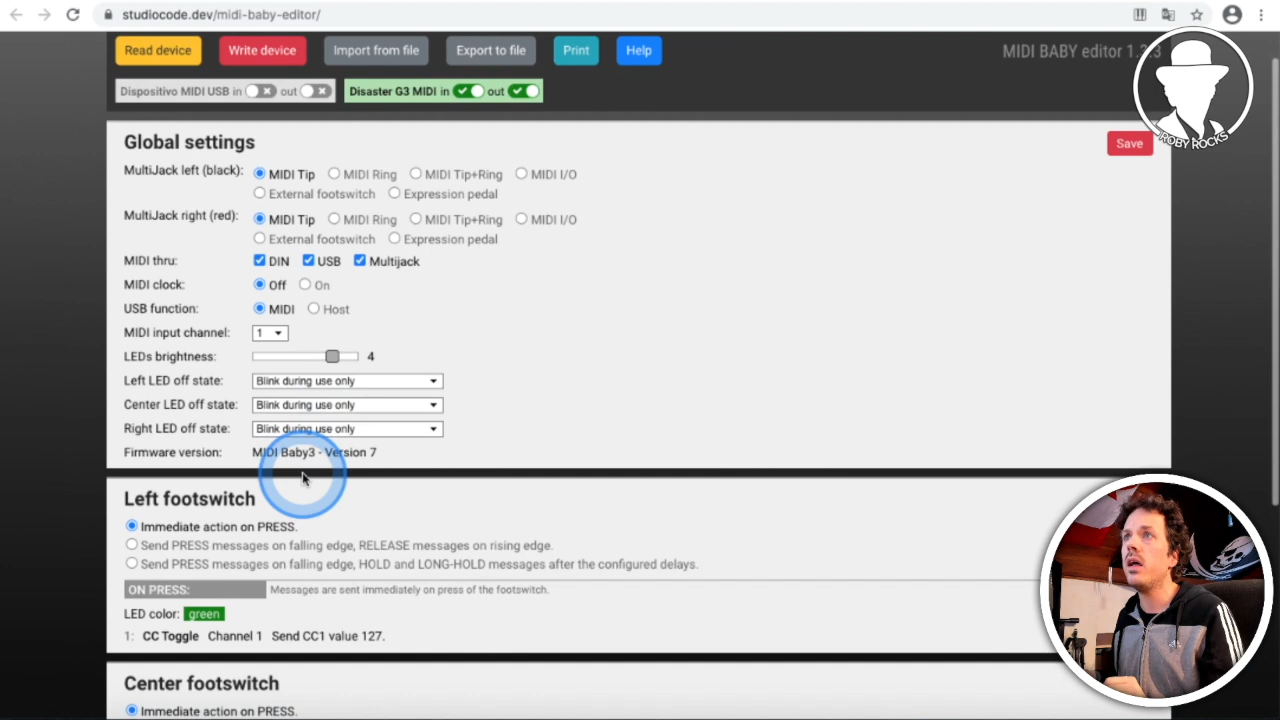 studiocode.dev/midi-baby-editor/
Read device Write device Import from file Export to file Print Help MIDI BABY editor 1.3.3
Dispositivo MIDI USB in out Disaster G3 MIDI in out
ROBY ROCKS
Global settings Save
MultiJack left (black): MIDI Tip MIDI Ring MIDI Tip+Ring MIDI I/O
External footswitch Expression pedal
MultiJack right (red): MIDI Tip MIDI Ring MIDI Tip+Ring MIDI I/O
External footswitch Expression pedal
MIDI thru: DIN USB Multijack
MIDI clock: Off On
USB function: MIDI Host
MIDI input channel: 1
LEDs brightness: 4
Left LED off state: Blink during use only
Center LED off state: Blink during use only
Right LED off state: Blink during use only
Firmware version: MIDI Baby3 - Version 7
Left footswitch
Immediate action on PRESS.
Send PRESS messages on falling edge, RELEASE messages on rising edge.
Send PRESS messages on falling edge, HOLD and LONG-HOLD messages after the configured delays.
ON PRESS: Messages are sent immediately on press of the footswitch.
LED color: green
1: CC Toggle Channel 1 Send CC1 value 127.
Center footswitch
Immediate action on PRESS.